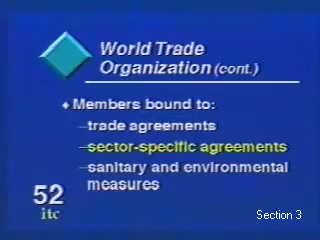 World Trade
Organization (cont.)
♦ Members bound to:
–trade agreements
–sector-specific agreements
–sanitary and environmental
measures
52
itc
Section 3